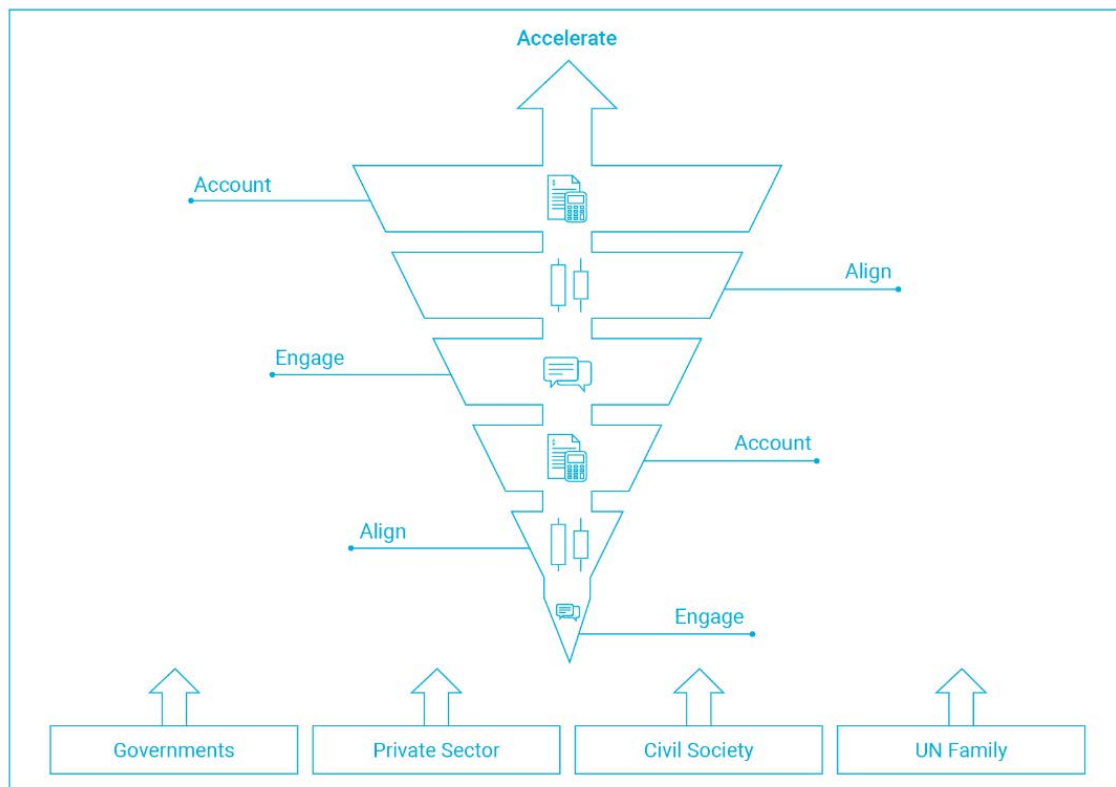 Accelerate
Account
Align
Engage
Account
Align
Engage
Governments
Private Sector
Civil Society
UN Family